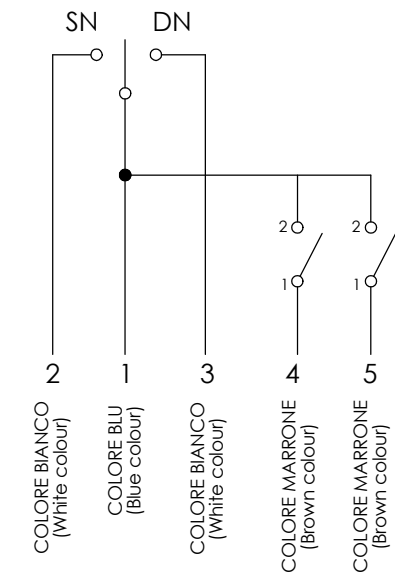 SN DN
2 2
1 1
2 1 3 4 5
COLORE BIANCO
(White colour)
COLORE BLU
(Blue colour)
COLORE BIANCO
(White colour)
COLORE MARRONE
(Brown colour)
COLORE MARRONE
(Brown colour)